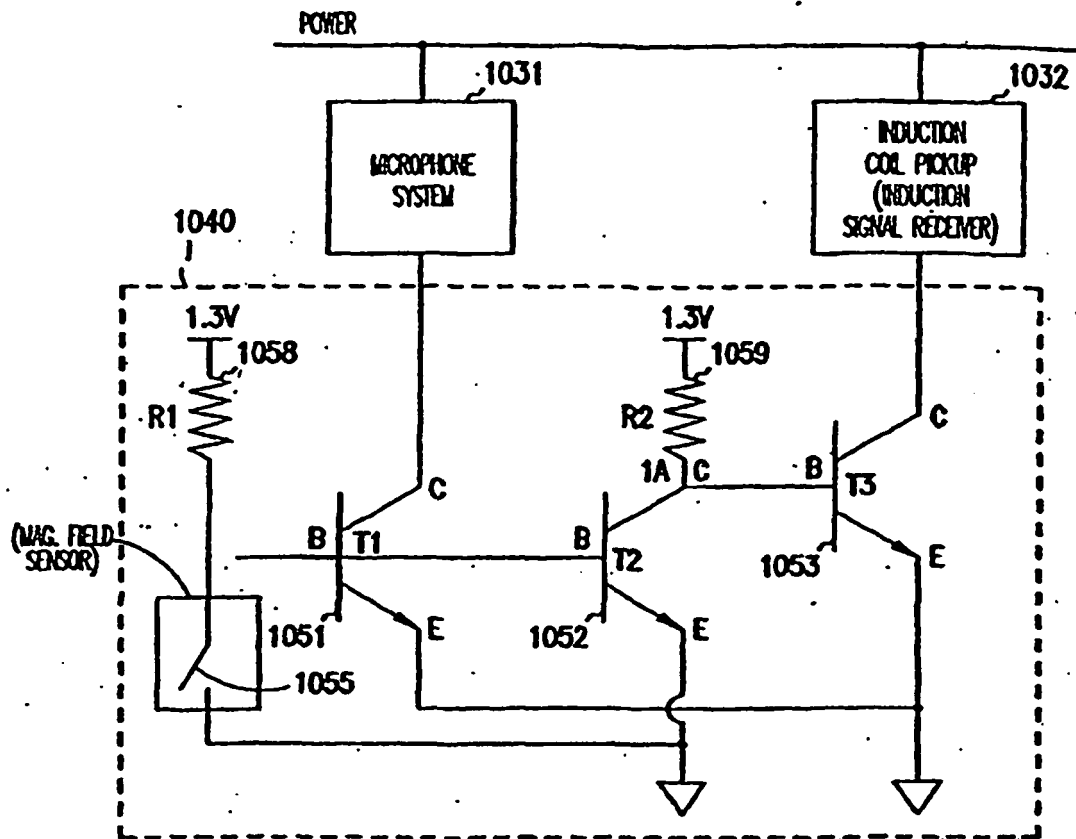 POWER
1031
1032
MICROPHONE
SYSTEM
INDUCTION
COIL PICKUP
(INDUCTION
SIGNAL RECEIVER)
1040
1.3V
1058
R1
1.3V
1059
R2
1A C
C
B T1
C
B T2
B T3
1053
E
(MAG. FIELD
SENSOR)
1051
E
1052
E
1055